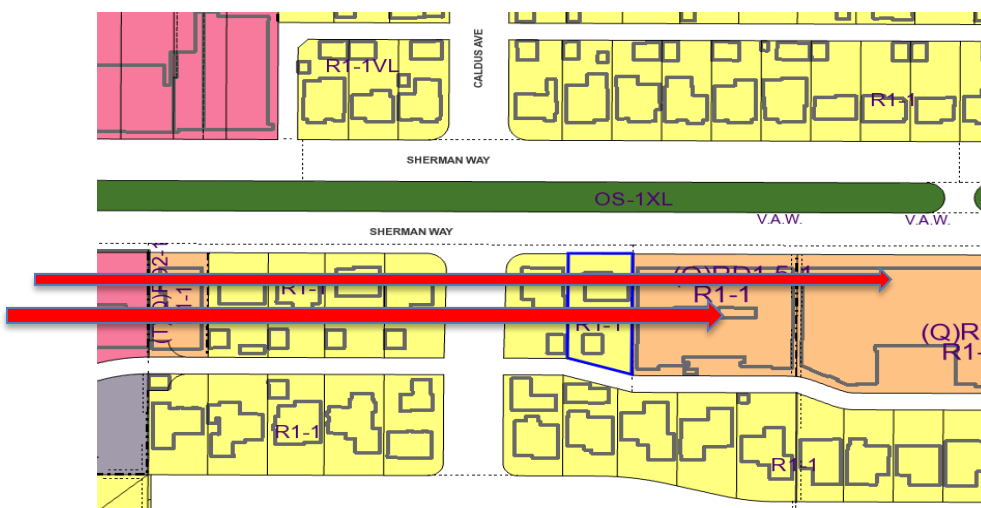 R1-1VL
CALDUS AVE
R1-1
SHERMAN WAY
OS-1XL
V.A.W.
V.A.W.
SHERMAN WAY
R1-1
R1-1
R1-1
(Q)R
R1-
R1-1
R1-1